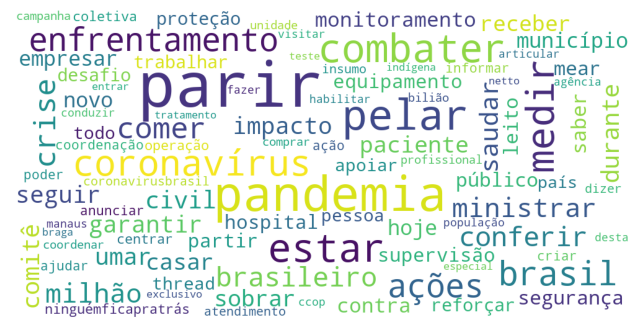 campanha coletiva unidade proteção monitoramento receber
enfrentamento visitar combater município
empresar trabalhar teste indígena informar articular
desafio entrar parir insumo equipamento mear netto agência
crise novo fazer habilitar bilião saber
conduzir tratamento pelar saudar leito medir durante
todo comer impacto paciente
coordenação operação comprar ação apoiar profissional
poder coronavírus público país dizer
seguir coronavirusbrasil civil pandemia ministrar
anunciar garantir hospital pessoa hoje população desta
manaus braga coordenar centrar partir estar supervisão conferir criar
comitê ajudar umar casar brasileiro ações especial brasil
milhão thread sobrar contra reforçar segurança
ninguémficapratrás exclusivo atendimento ccop